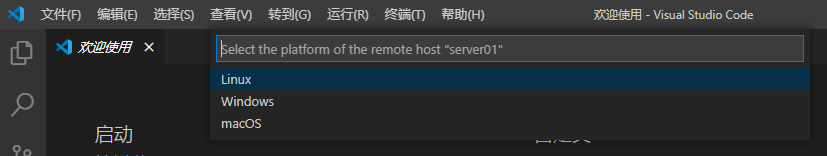 文件(F) 编辑(E) 选择(S) 查看(V) 转到(G) 运行(R) 终端(T) 帮助(H) 欢迎使用 - Visual Studio Code
欢迎使用
Select the platform of the remote host "server01"
Linux
Windows
macOS
启动